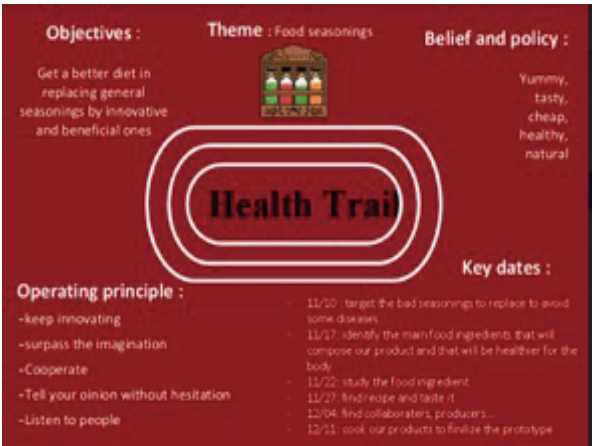 Objectives :
Theme : Food seasonings
Belief and policy :
Get a better diet in
replacing general
seasonings by innovative
and beneficial ones
Yummy,
tasty,
cheap,
healthy,
natural
Health Trail
Key dates :
- 11/10 : target the bad seasonings to replace to avoid
some diseases
- 11/17: identify the main food ingredients that will
compose our product and that will be healthier for the
body
- 11/22: study the food ingredient
- 11/27: find recipe and taste it
- 12/04: find collaboraters, producers...
- 12/11: cook our products to finilize the prototype
Operating principle :
-keep innovating
-surpass the imagination
-Cooperate
-Tell your oinion without hesitation
-Listen to people